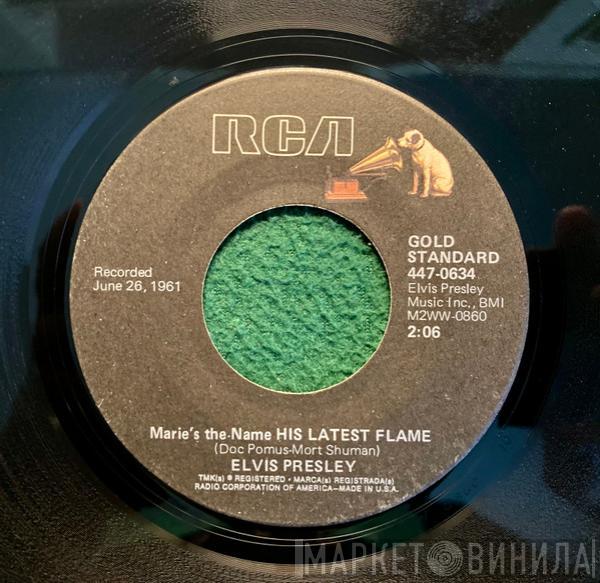 RCA
GOLD
STANDARD
447-0634
Elvis Presley
Music Inc., BMI
M2WW-0860
2:06
Recorded
June 26, 1961
Marie's the Name HIS LATEST FLAME
(Doc Pomus-Mort Shuman)
ELVIS PRESLEY
TMK(s) ® REGISTERED • MARCA(s) REGISTRADA(s)
RADIO CORPORATION OF AMERICA—MADE IN U.S.A.
МАРКЕТ ВИНИЛА